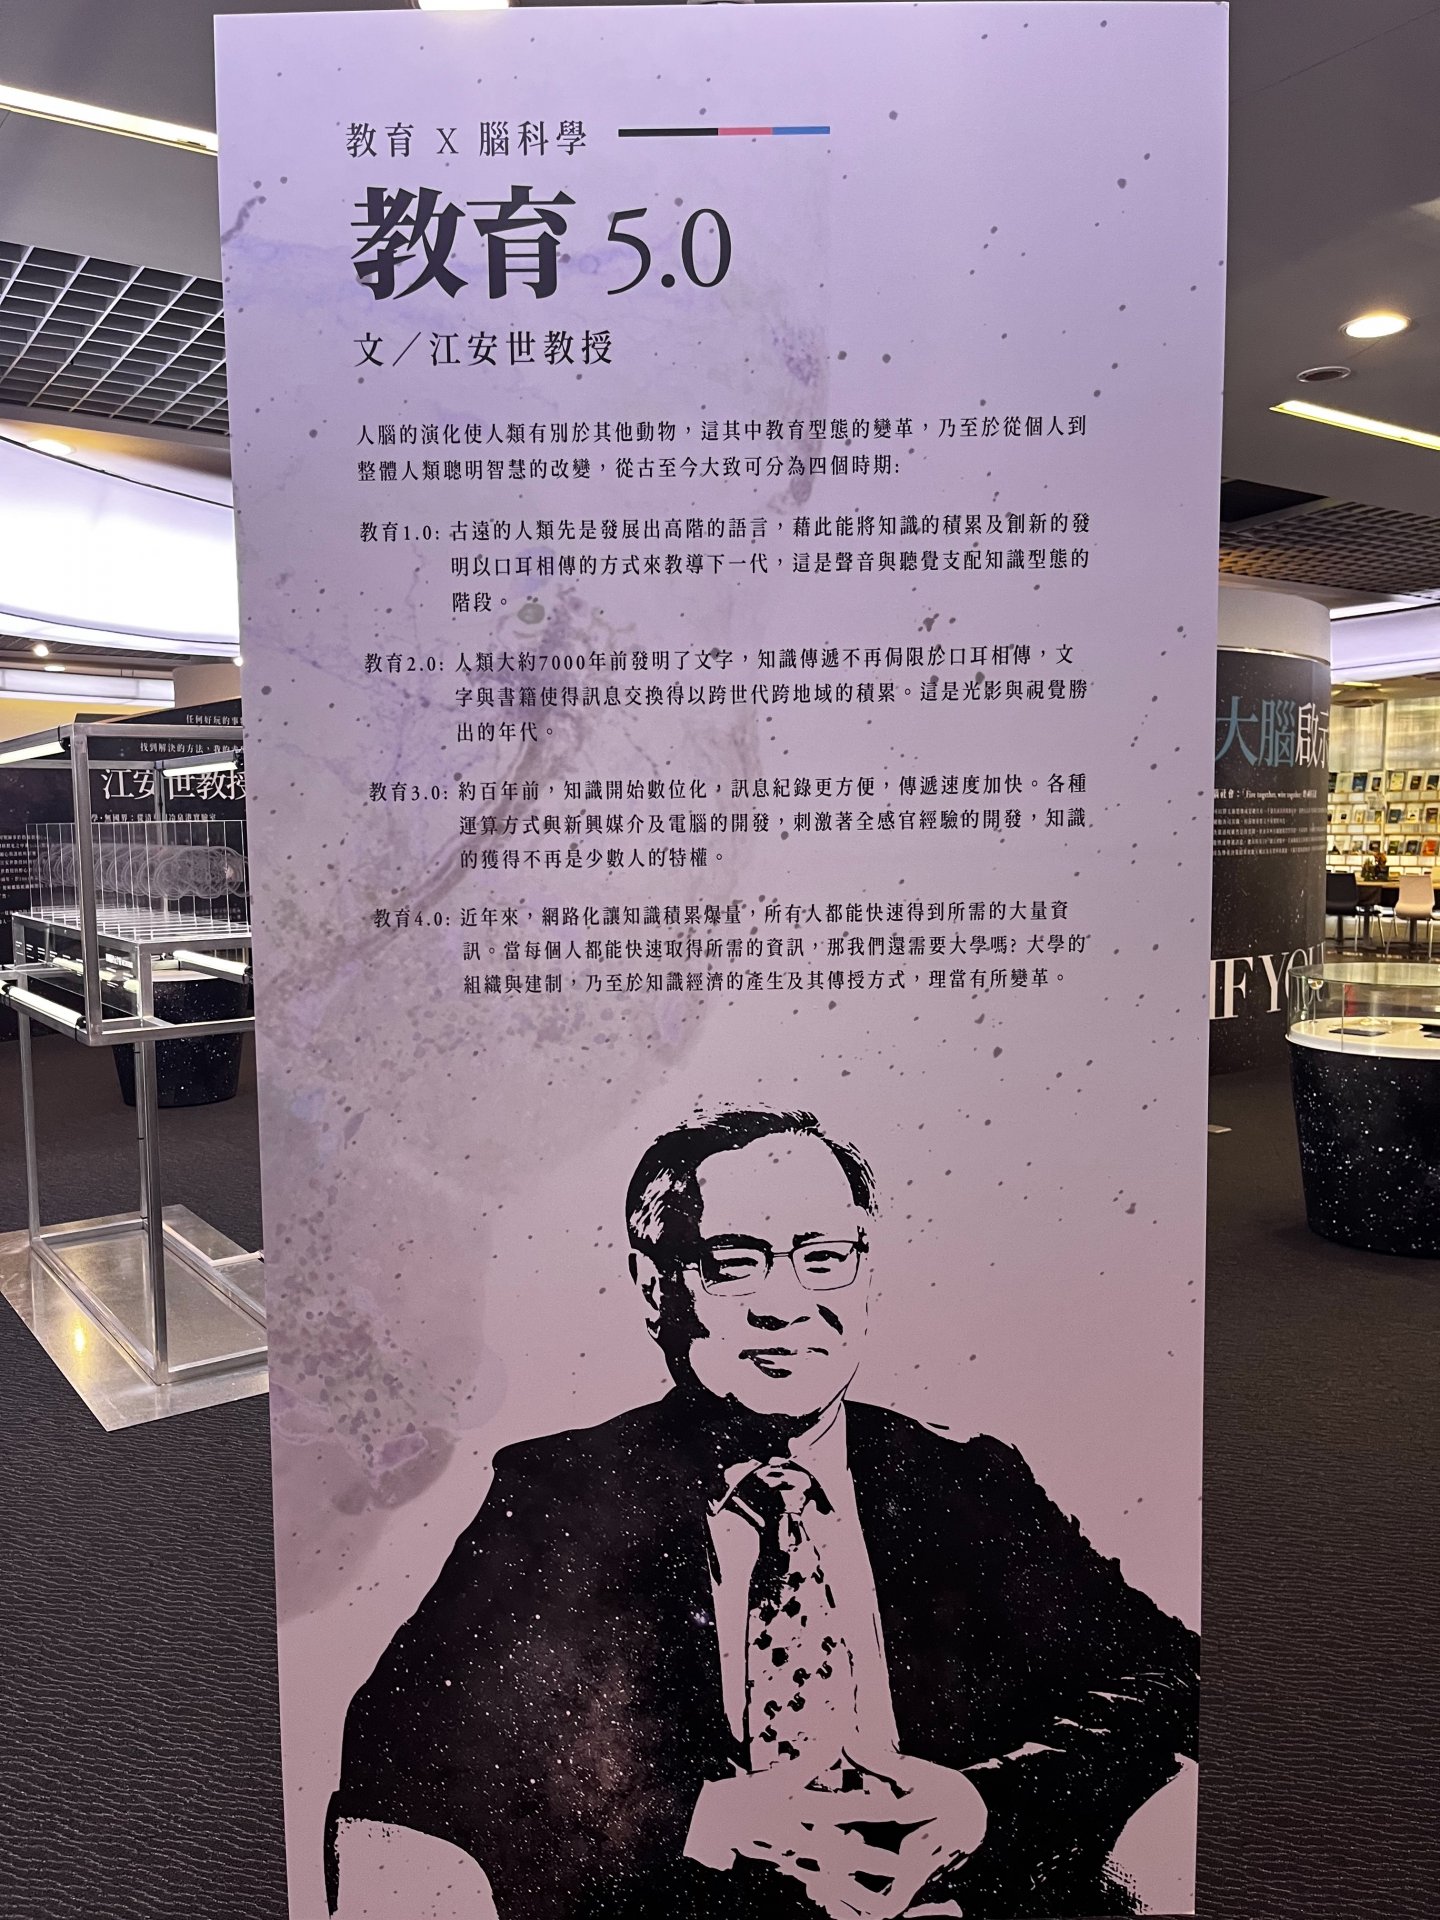 教育 X 腦科學
教育 5.0
文／江安世教授
人腦的演化使人類有別於其他動物，這其中教育型態的變革，乃至於從個人到
整體人類聰明智慧的改變，從古至今大致可分為四個時期:
教育1.0: 古遠的人類先是發展出高階的語言，藉此能將知識的積累及創新的發
明以口耳相傳的方式來教導下一代，這是聲音與聽覺支配知識型態的
階段。
教育2.0: 人類大約7000年前發明了文字，知識傳遞不再侷限於口耳相傳，文
字與書籍使得訊息交換得以跨世代跨地域的積累。這是光影與視覺勝
出的年代。
教育3.0: 約百年前，知識開始數位化，訊息紀錄更方便，傳遞速度加快。各種
運算方式與新興媒介及電腦的開發，刺激著全感官經驗的開發，知識
的獲得不再是少數人的特權。
教育4.0: 近年來，網路化讓知識積累爆量，所有人都能快速得到所需的大量資
訊。當每個人都能快速取得所需的資訊，那我們還需要大學嗎? 大學的
組織與建制，乃至於知識經濟的產生及其傳授方式，理當有所變革。
任何好玩的事
找到解決的方法，我的
江安世教授
大腦啟示
IF YOU